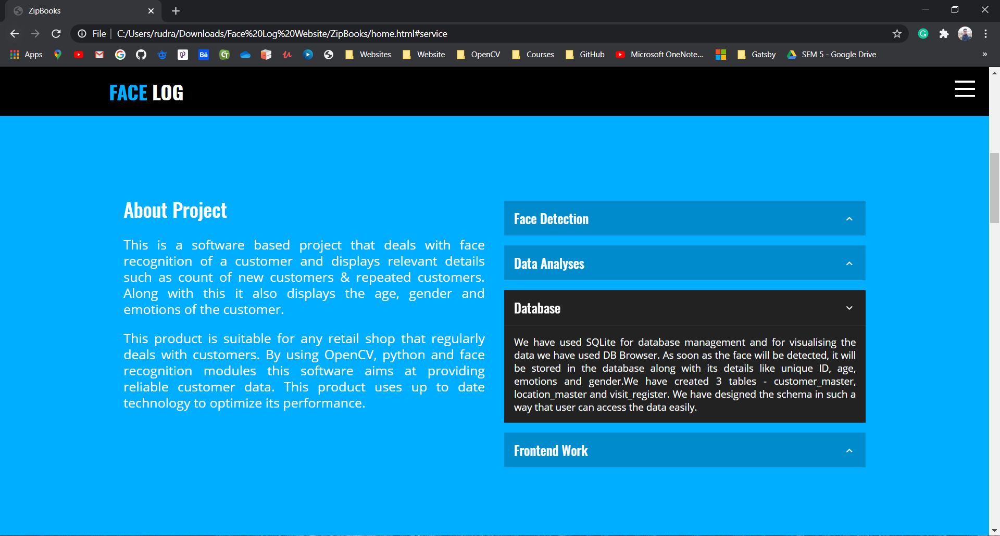 ZipBooks
File C:/Users/rudra/Downloads/Face%20Log%20Website/ZipBooks/home.html#service
Apps Websites Website OpenCV Courses GitHub Microsoft OneNote... Gatsby SEM 5 - Google Drive »
FACE LOG
About Project
This is a software based project that deals with face
recognition of a customer and displays relevant details
such as count of new customers & repeated customers.
Along with this it also displays the age, gender and
emotions of the customer.
This product is suitable for any retail shop that regularly
deals with customers. By using OpenCV, python and face
recognition modules this software aims at providing
reliable customer data. This product uses up to date
technology to optimize its performance.
Face Detection
Data Analyses
Database
We have used SQLite for database management and for visualising the
data we have used DB Browser. As soon as the face will be detected, it will
be stored in the database along with its details like unique ID, age,
emotions and gender.We have created 3 tables - customer_master,
location_master and visit_register. We have designed the schema in such a
way that user can access the data easily.
Frontend Work